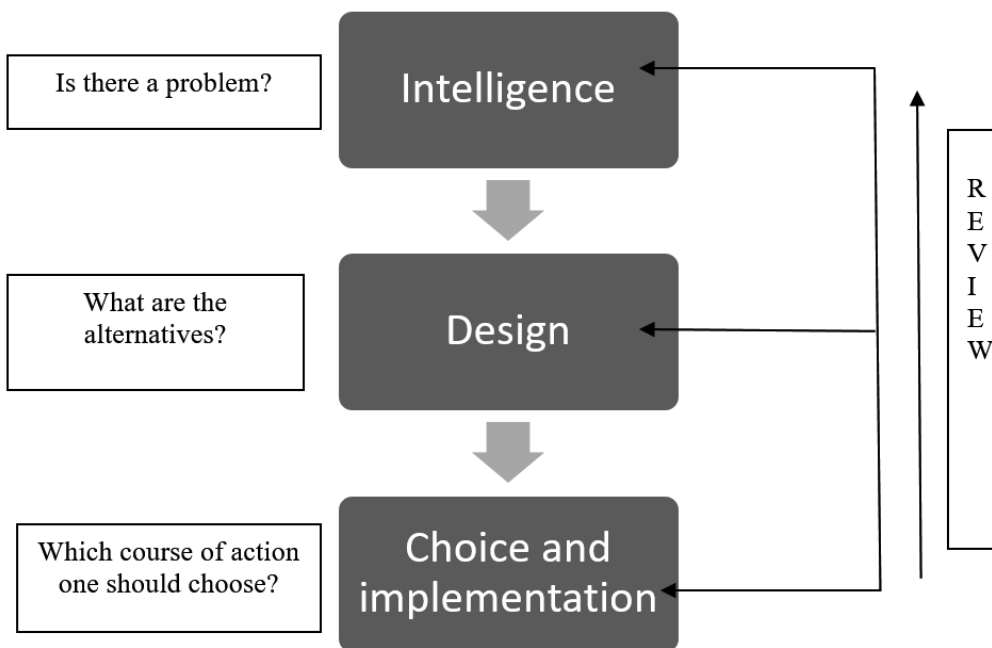 Is there a problem?
Intelligence
What are the
alternatives?
Design
Which course of action
one should choose?
Choice and
implementation
R
E
V
I
E
W